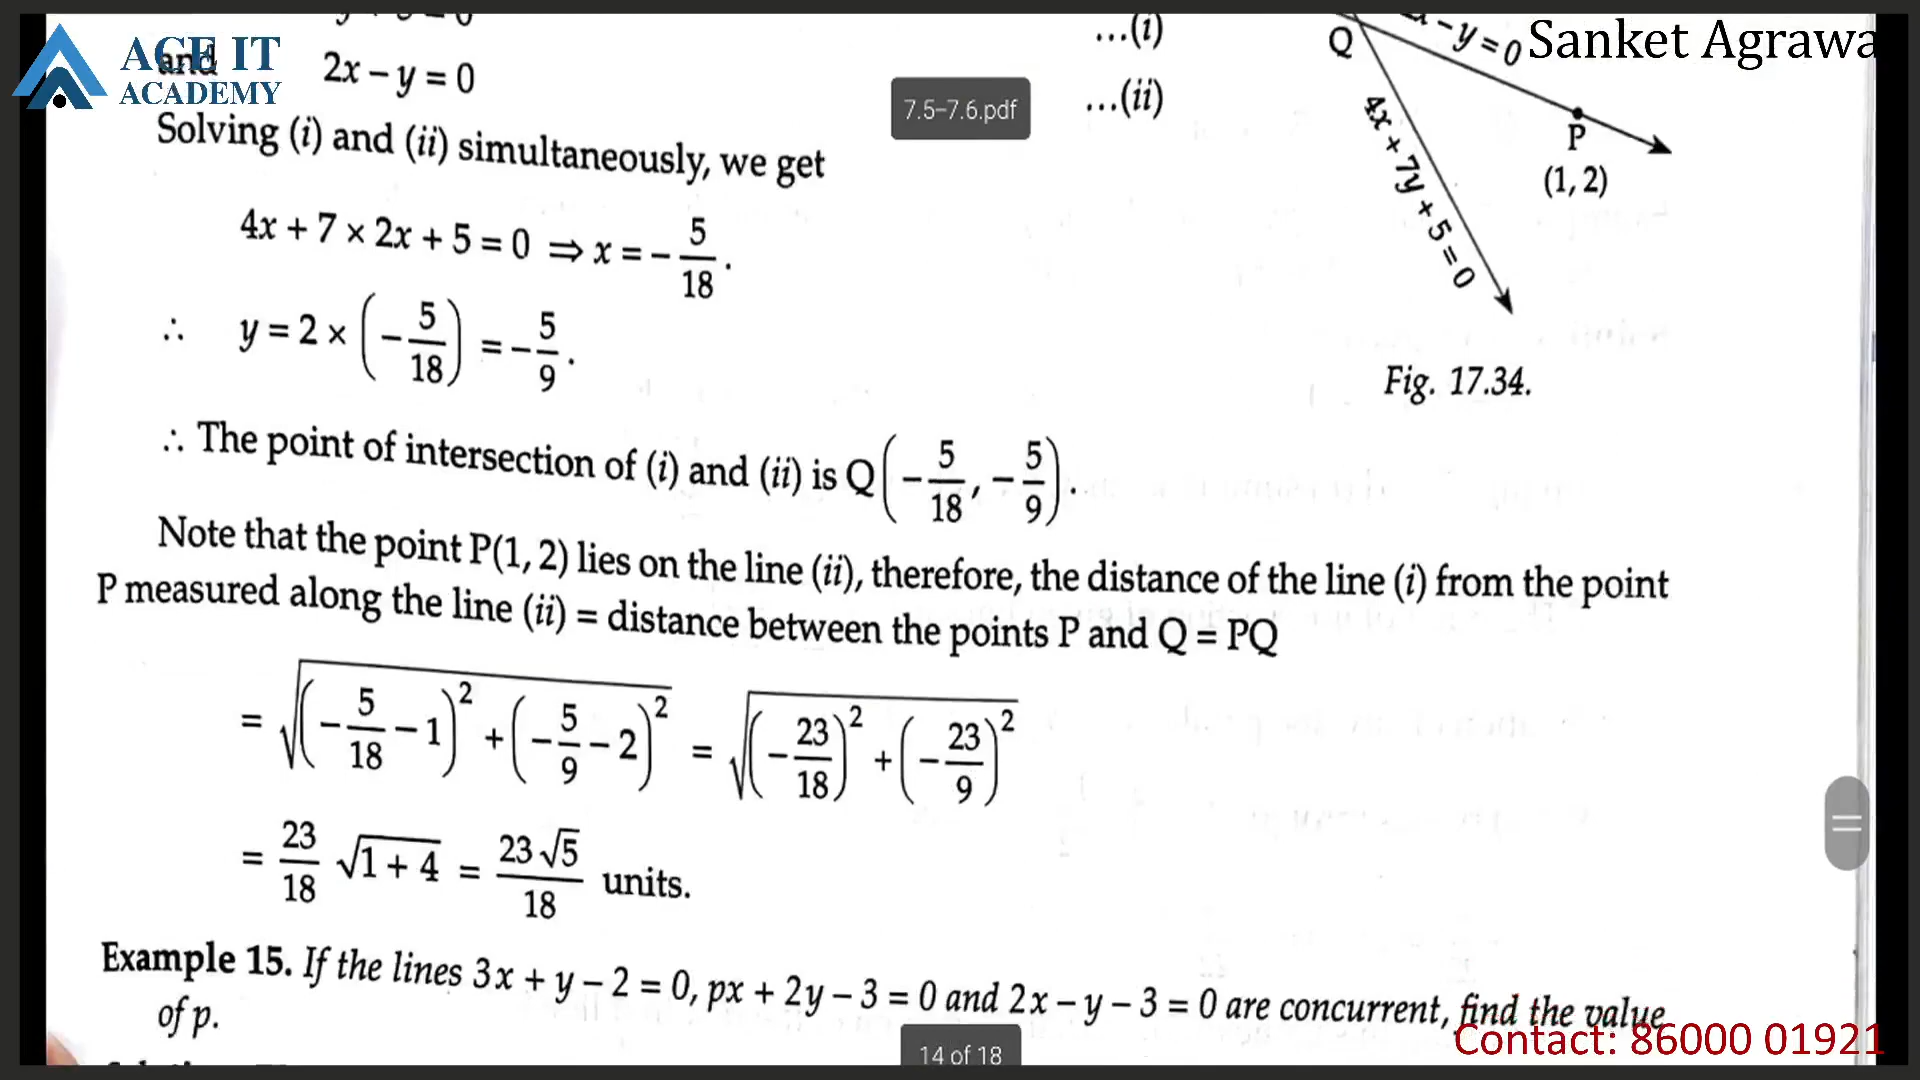 ACE IT
ACADEMY
Sanket Agrawa
and 2x – y = 0 ...(ii)
...(i)
7.5–7.6.pdf
Solving (i) and (ii) simultaneously, we get
4x + 7 × 2x + 5 = 0 ⇒ x = – 5/18 .
∴ y = 2 × (– 5/18) = – 5/9 .
Q
– y = 0
4x + 7y + 5 = 0
P
(1, 2)
Fig. 17.34.
∴ The point of intersection of (i) and (ii) is Q(– 5/18, – 5/9).
Note that the point P(1, 2) lies on the line (ii), therefore, the distance of the line (i) from the point
P measured along the line (ii) = distance between the points P and Q = PQ
= √((– 5/18 – 1)² + (– 5/9 – 2)²) = √((– 23/18)² + (– 23/9)²)
= 23/18 √(1 + 4) = 23√5/18 units.
Example 15. If the lines 3x + y – 2 = 0, px + 2y – 3 = 0 and 2x – y – 3 = 0 are concurrent, find the value
of p.
14 of 18
Contact: 86000 01921